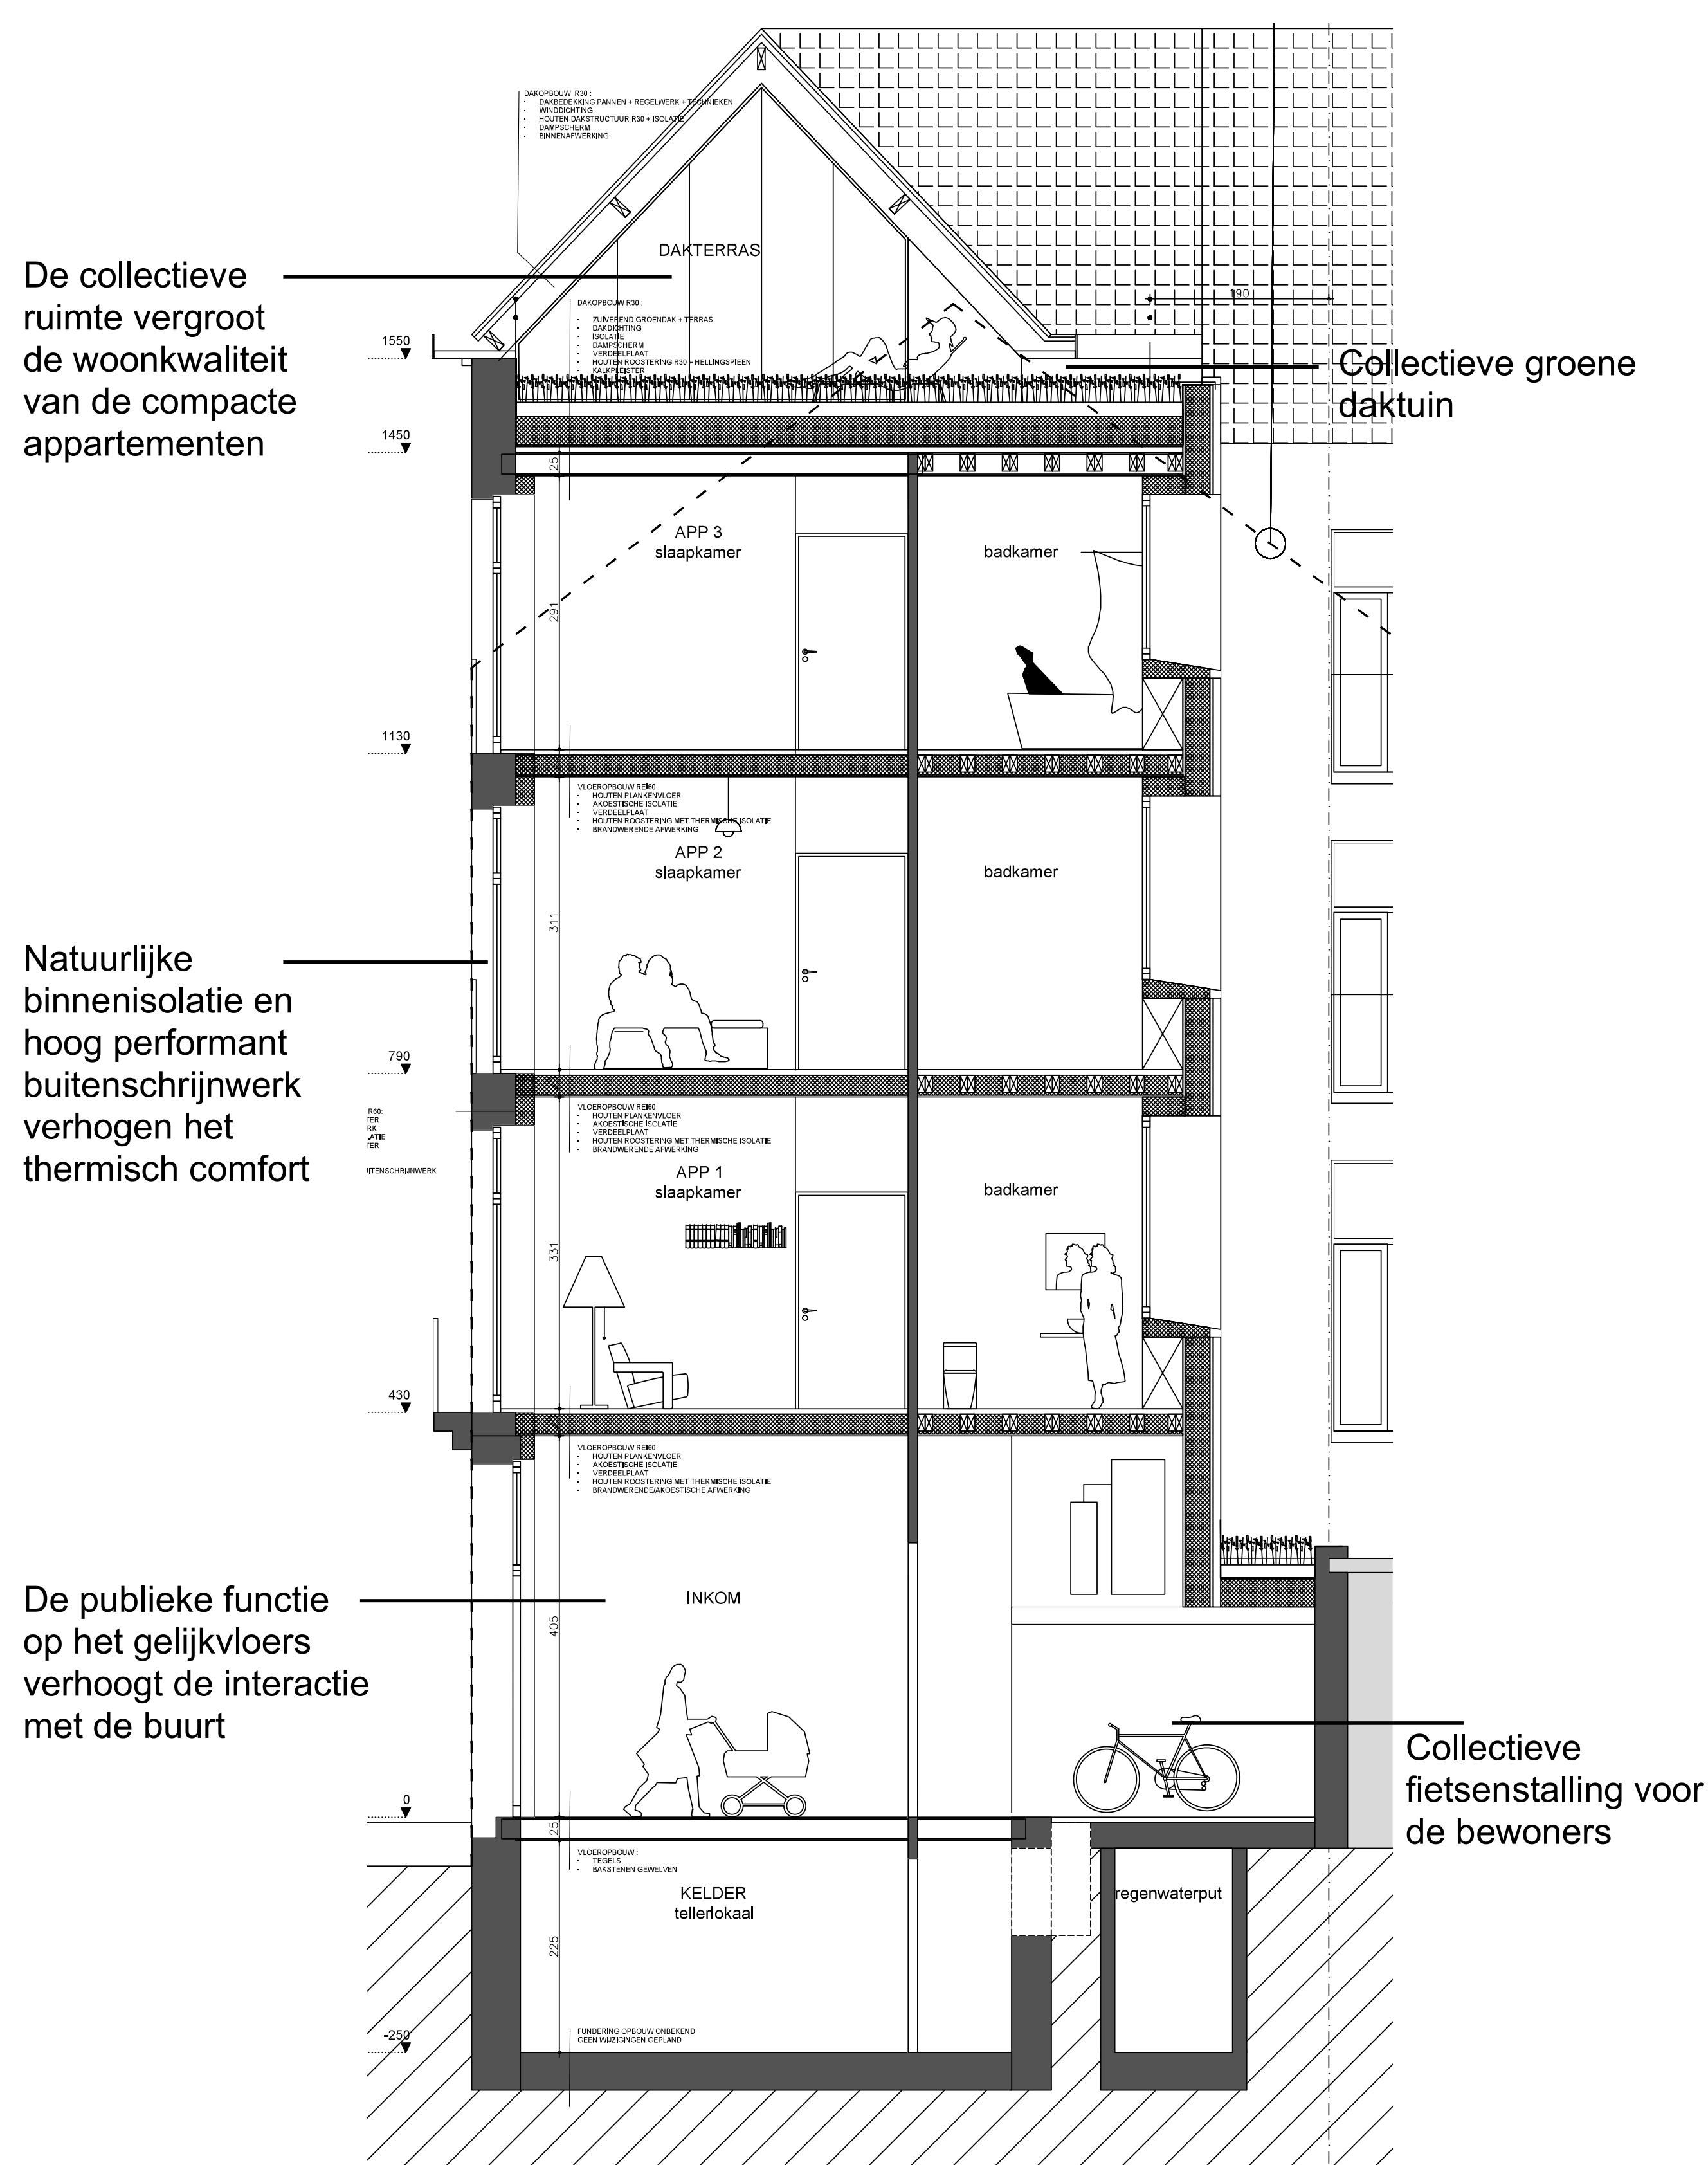 DAKOPBOUW R30 :
· DAKBEDEKKING PANNEN + REGELWERK + TECHNIEKEN
· WINDDICHTING
· HOUTEN DAKSTRUCTUUR R30 + ISOLATIE
· DAMPSCHERM
· BINNENAFWERKING
DAKTERRAS
De collectieve
ruimte vergroot
de woonkwaliteit
van de compacte
appartementen
190
DAKOPBOUW R30 :
· ZUIVEREND GROENDAK + TERRAS
· DAKDICHTING
· ISOLATIE
· DAMPSCHERM
· VERDEELPLAAT
· HOUTEN ROOSTERING R30 + HELLINGSPIEEN
· KALKPLEISTER
1550
Collectieve groene
daktuin
1450
25
APP 3
slaapkamer
badkamer
291
1130
VLOEROPBOUW REI60
· HOUTEN PLANKENVLOER
· AKOESTISCHE ISOLATIE
· VERDEELPLAAT
· HOUTEN ROOSTERING MET THERMISCHE ISOLATIE
· BRANDWERENDE AFWERKING
APP 2
slaapkamer
badkamer
311
Natuurlijke
binnenisolatie en
hoog performant
buitenschrijnwerk
verhogen het
thermisch comfort
790
R60:
TER
RK
LATIE
TER
ITENSCHRIJNWERK
VLOEROPBOUW REI60
· HOUTEN PLANKENVLOER
· AKOESTISCHE ISOLATIE
· VERDEELPLAAT
· HOUTEN ROOSTERING MET THERMISCHE ISOLATIE
· BRANDWERENDE AFWERKING
APP 1
slaapkamer
badkamer
331
430
VLOEROPBOUW REI60
· HOUTEN PLANKENVLOER
· AKOESTISCHE ISOLATIE
· VERDEELPLAAT
· HOUTEN ROOSTERING MET THERMISCHE ISOLATIE
· BRANDWERENDE/AKOESTISCHE AFWERKING
De publieke functie
op het gelijkvloers
verhoogt de interactie
met de buurt
INKOM
405
Collectieve
fietsenstalling voor
de bewoners
0
25
VLOEROPBOUW :
· TEGELS
· BAKSTENEN GEWELVEN
KELDER
tellerlokaal
regenwaterput
225
-250
FUNDERING OPBOUW ONBEKEND
GEEN WIJZIGINGEN GEPLAND